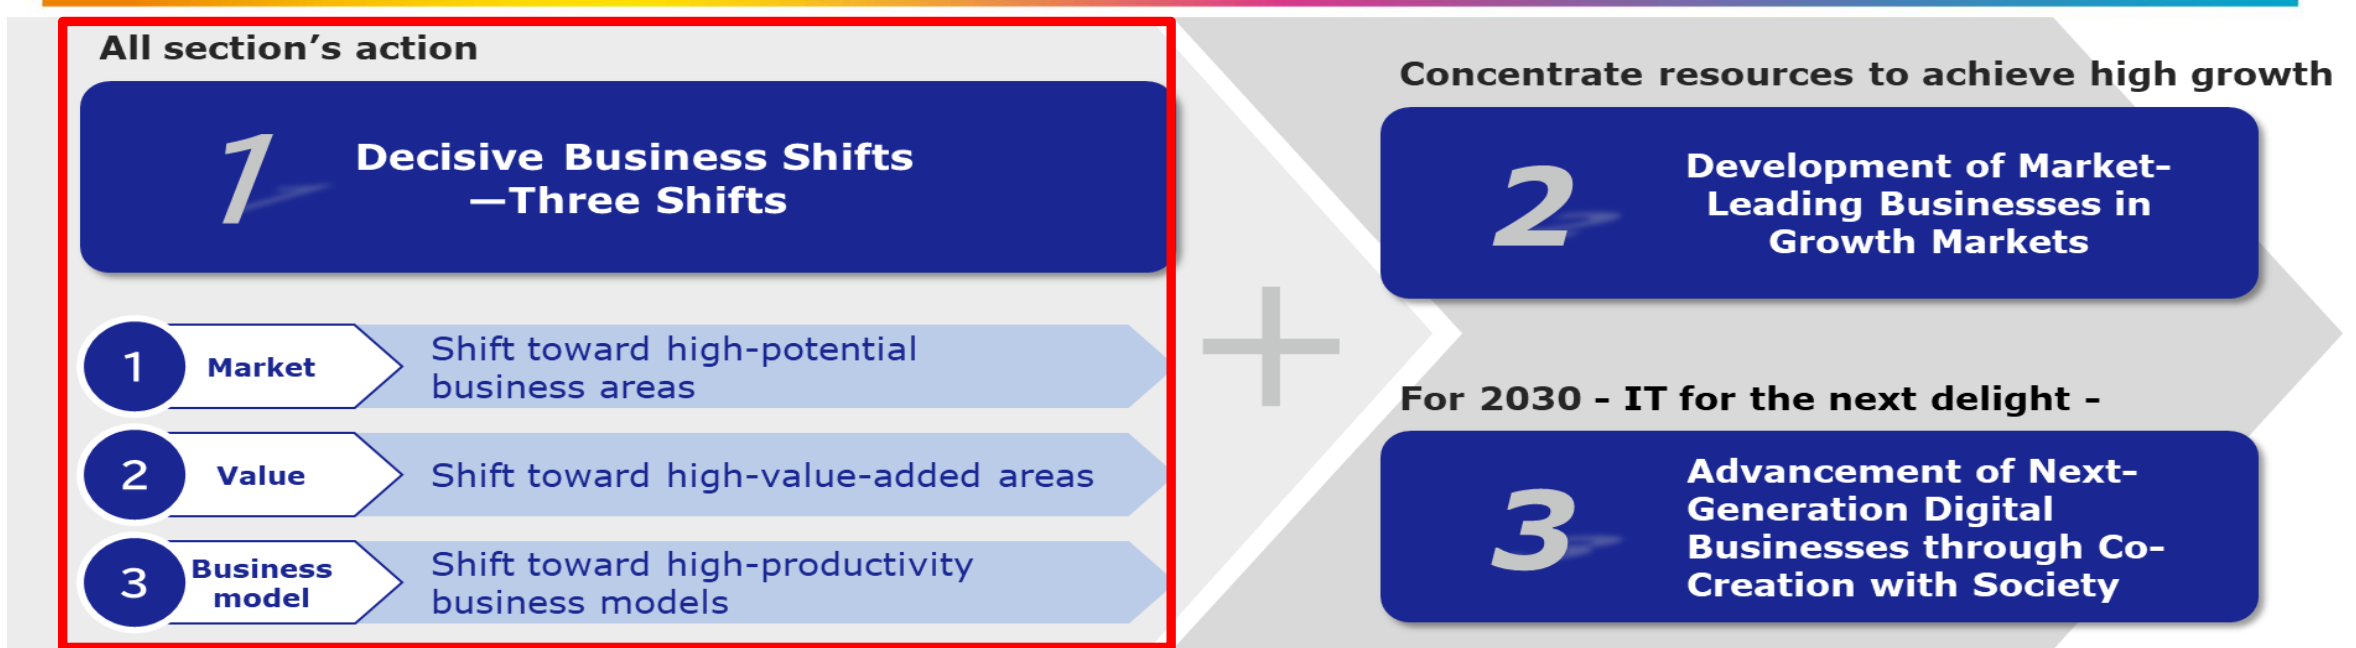 All section’s action
1
Decisive Business Shifts
—Three Shifts
1
Market
Shift toward high-potential
business areas
2
Value
Shift toward high-value-added areas
3
Business
model
Shift toward high-productivity
business models
+
Concentrate resources to achieve high growth
2
Development of Market-
Leading Businesses in
Growth Markets
For 2030 - IT for the next delight -
3
Advancement of Next-
Generation Digital
Businesses through Co-
Creation with Society